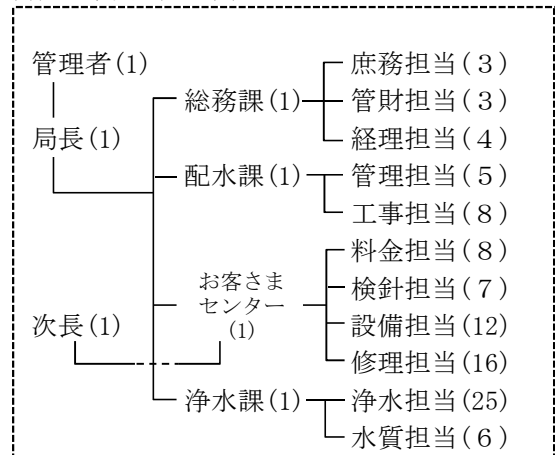 管理者(1)
局長(1)
次長(1)
総務課(1)
庶務担当(３)
管財担当(３)
経理担当(４)
配水課(1)
管理担当(５)
工事担当(８)
お客さま
センター
(1)
料金担当(８)
検針担当(７)
設備担当(12)
修理担当(16)
浄水課(1)
浄水担当(25)
水質担当(６)